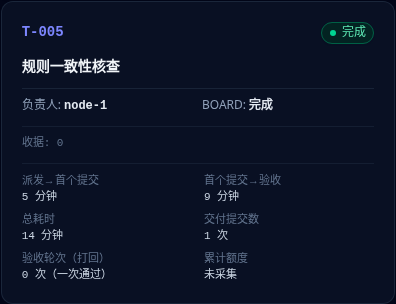 T-005 完成
规则一致性核查
负责人: node-1 BOARD: 完成
收据: 0
派发→首个提交 首个提交→验收
5 分钟 9 分钟
总耗时 交付提交数
14 分钟 1 次
验收轮次（打回） 累计额度
0 次（一次通过） 未采集